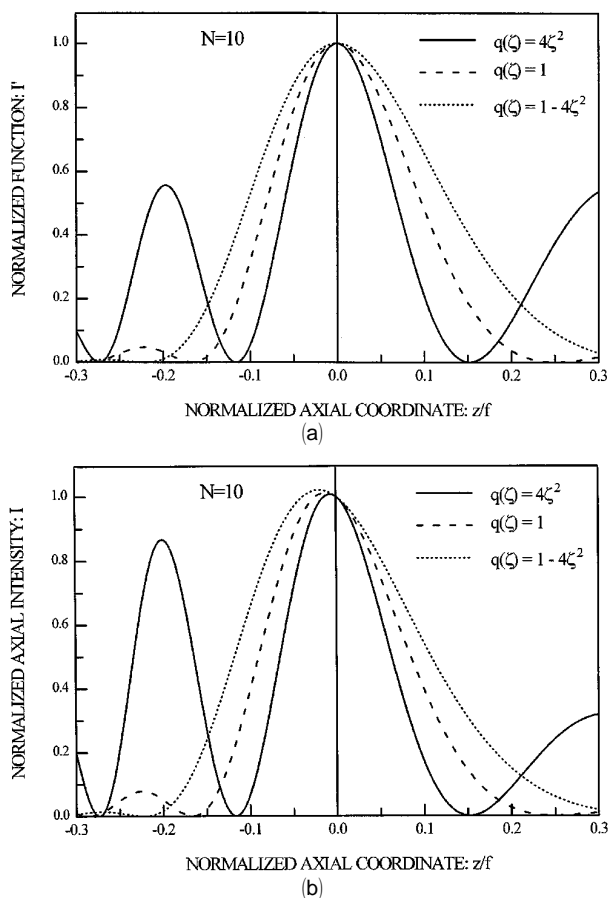 N=10
q(ζ) = 4ζ²
q(ζ) = 1
q(ζ) = 1 - 4ζ²
NORMALIZED FUNCTION: I'
1.0
0.8
0.6
0.4
0.2
0.0
-0.3 -0.2 -0.1 0.0 0.1 0.2 0.3
NORMALIZED AXIAL COORDINATE: z/f
(a)
N=10
q(ζ) = 4ζ²
q(ζ) = 1
q(ζ) = 1 - 4ζ²
NORMALIZED AXIAL INTENSITY: I
1.0
0.8
0.6
0.4
0.2
0.0
-0.3 -0.2 -0.1 0.0 0.1 0.2 0.3
NORMALIZED AXIAL COORDINATE: z/f
(b)